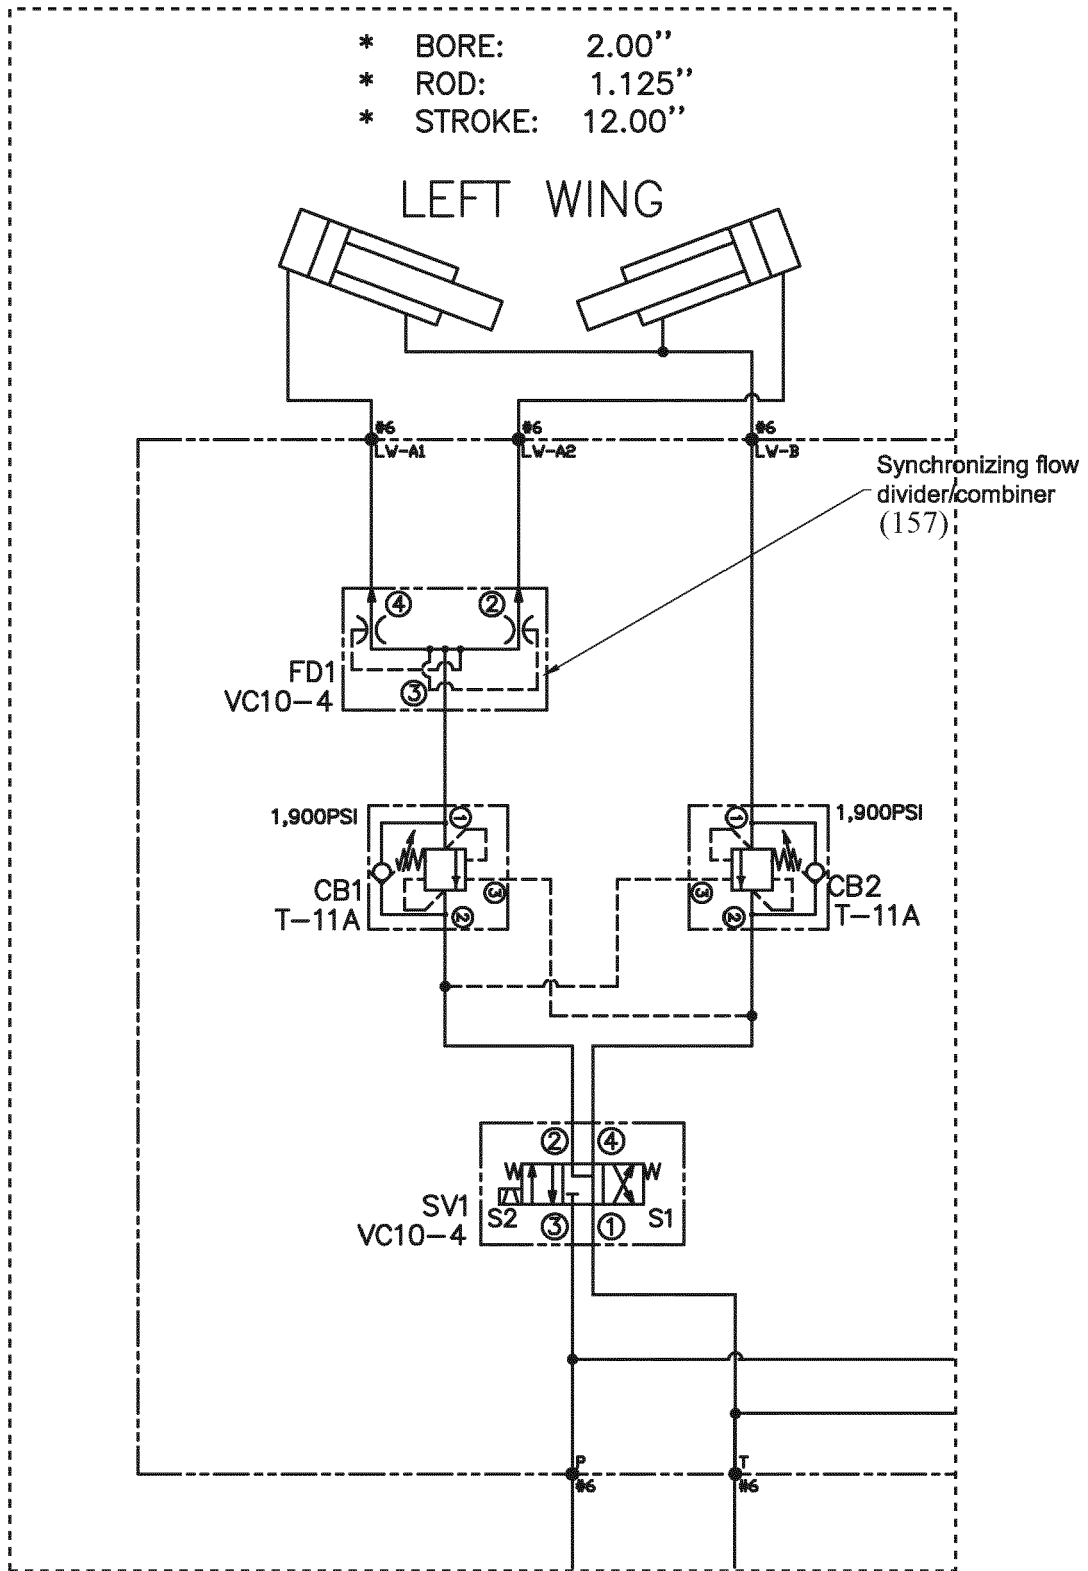 * BORE: 2.00’’
* ROD: 1.125’’
* STROKE: 12.00’’
LEFT WING
#6
LW-A1
#6
LW-A2
#6
LW-B
Synchronizing flow
divider/combiner
(157)
4
2
3
FD1
VC10-4
1,900PSI
1
3
2
CB1
T-11A
1,900PSI
1
3
2
CB2
T-11A
2
4
SV1
VC10-4
S2
S1
3
1
P
#6
T
#6